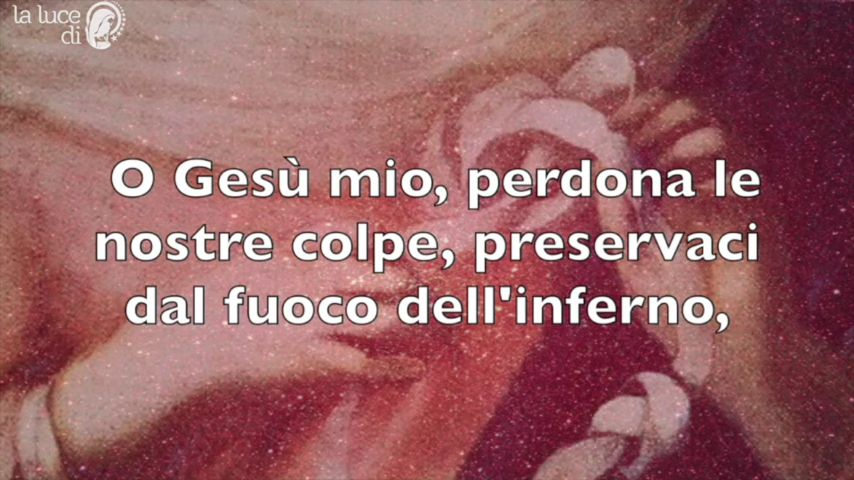 la luce
di
O Gesù mio, perdona le
nostre colpe, preservaci
dal fuoco dell'inferno,